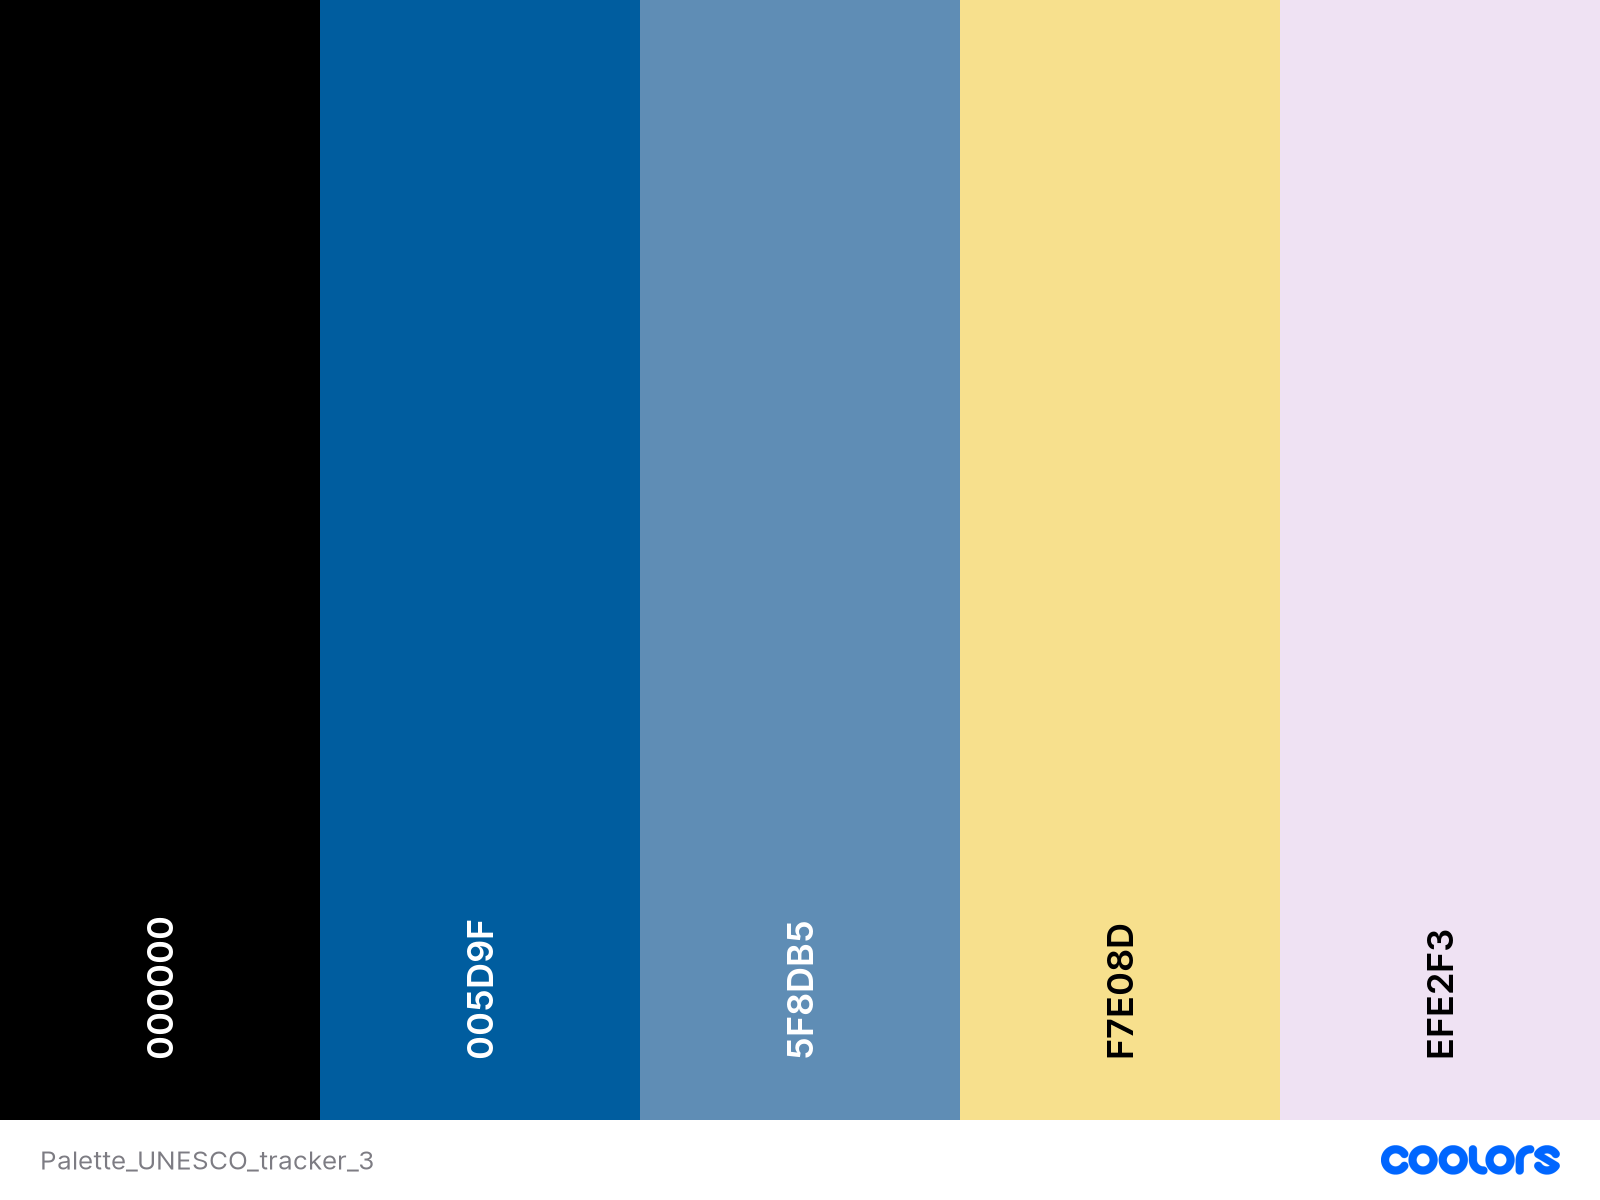 000000
005D9F
5F8DB5
F7E08D
EFE2F3
Palette_UNESCO_tracker_3
coolors